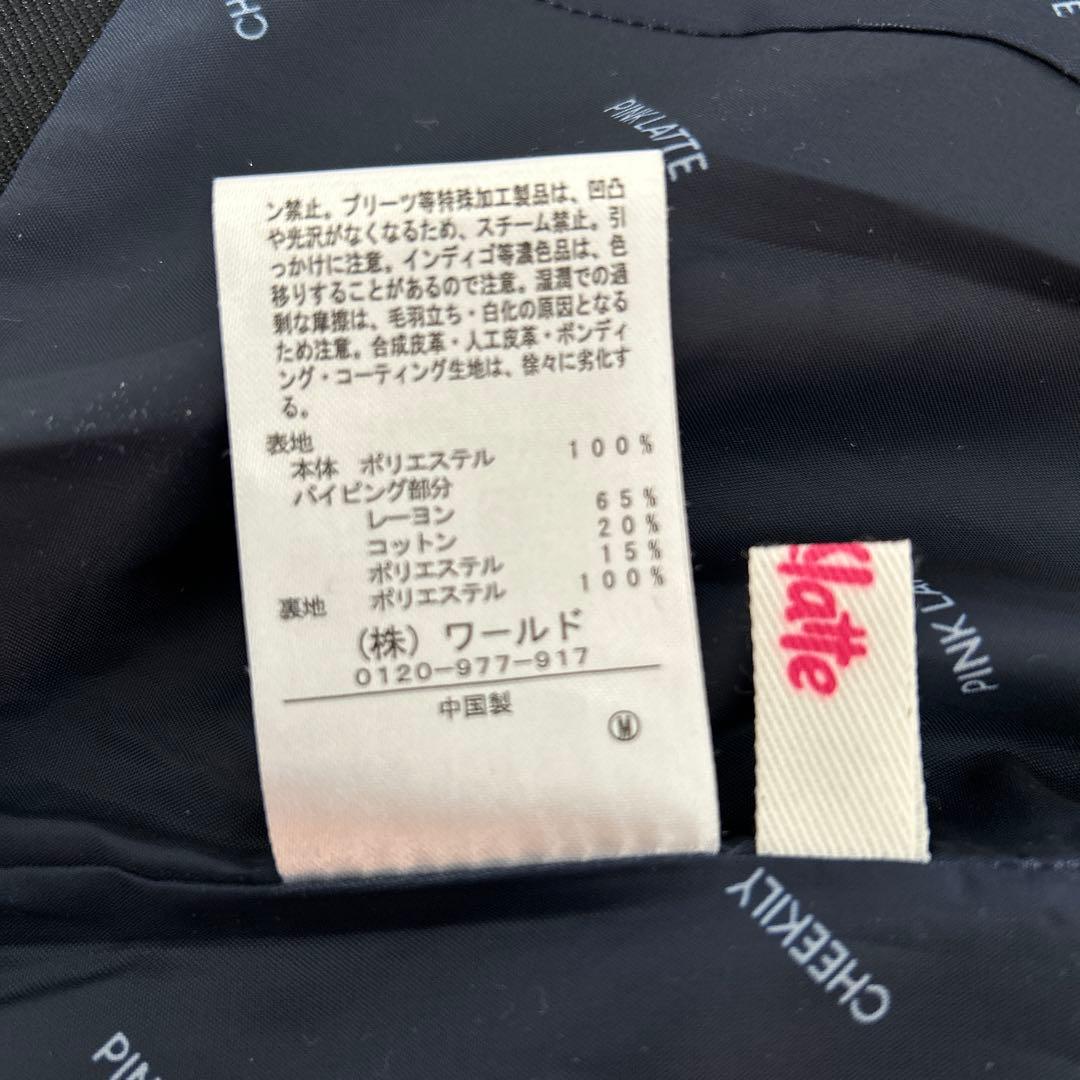 CH
PINK LATTE
ン禁止。プリーツ等特殊加工製品は、凹凸
や光沢がなくなるため、スチーム禁止。引
っかけに注意。インディゴ等濃色品は、色
移りすることがあるので注意。湿潤での過
剰な摩擦は、毛羽立ち・白化の原因となる
ため注意。合成皮革・人工皮革・ボンディ
ング・コーティング生地は、徐々に劣化す
る。
表地
本体 ポリエステル 100%
パイピング部分
レーヨン 65%
コットン 20%
ポリエステル 15%
裏地 ポリエステル 100%
(株) ワールド
0120-977-917
中国製
Ⓜ
klatte
PINK LA
CHEEKILY
PIN